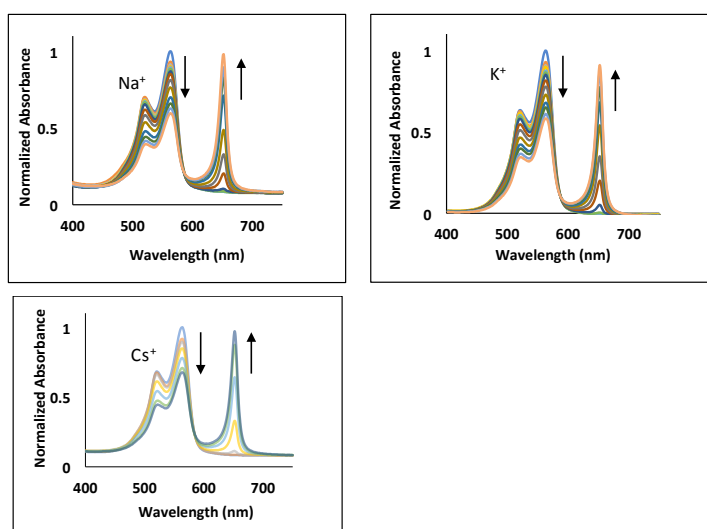 Normalized Absorbance
1
0.5
0
Na⁺
400 500 600 700
Wavelength (nm)
Normalized Absorbance
1
0.5
0
K⁺
400 500 600 700
Wavelength (nm)
Normalized Absorbance
1
0.5
0
Cs⁺
400 500 600 700
Wavelength (nm)